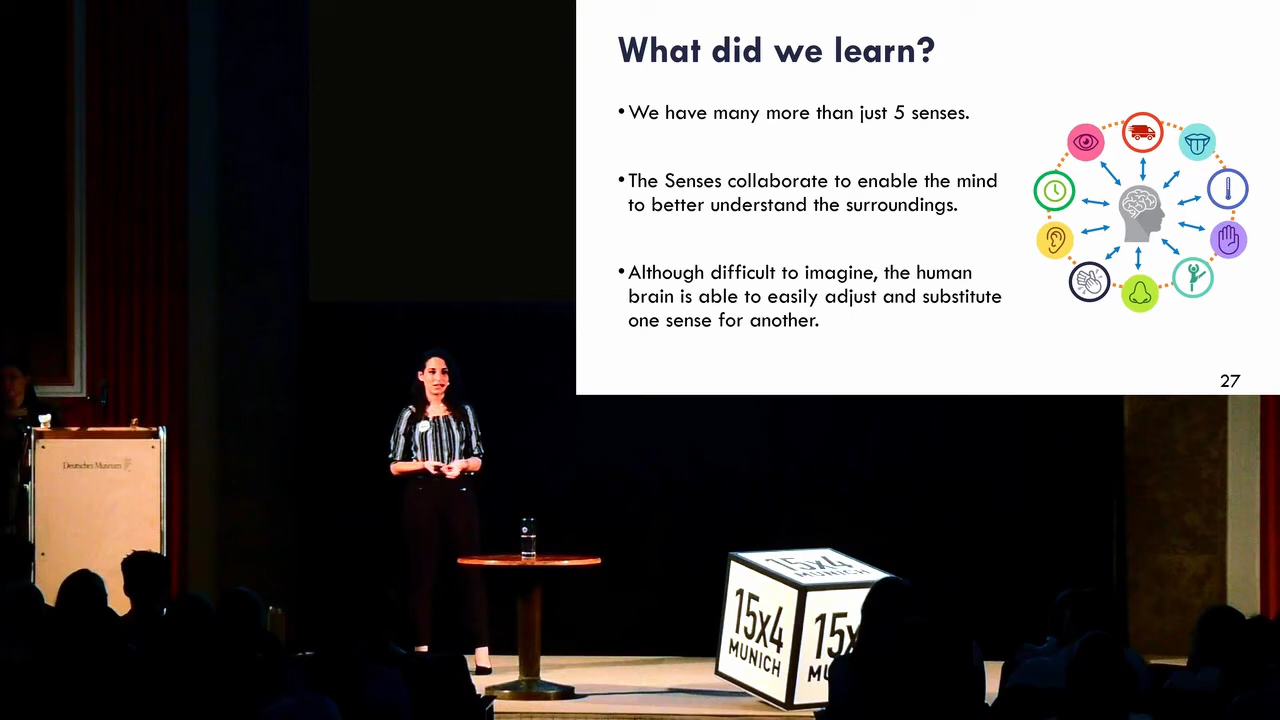 What did we learn?
• We have many more than just 5 senses.
• The Senses collaborate to enable the mind
to better understand the surroundings.
• Although difficult to imagine, the human
brain is able to easily adjust and substitute
one sense for another.
27
Deutsches Museum
15x4
MUNICH
15x4
MUNICH
15x
MU